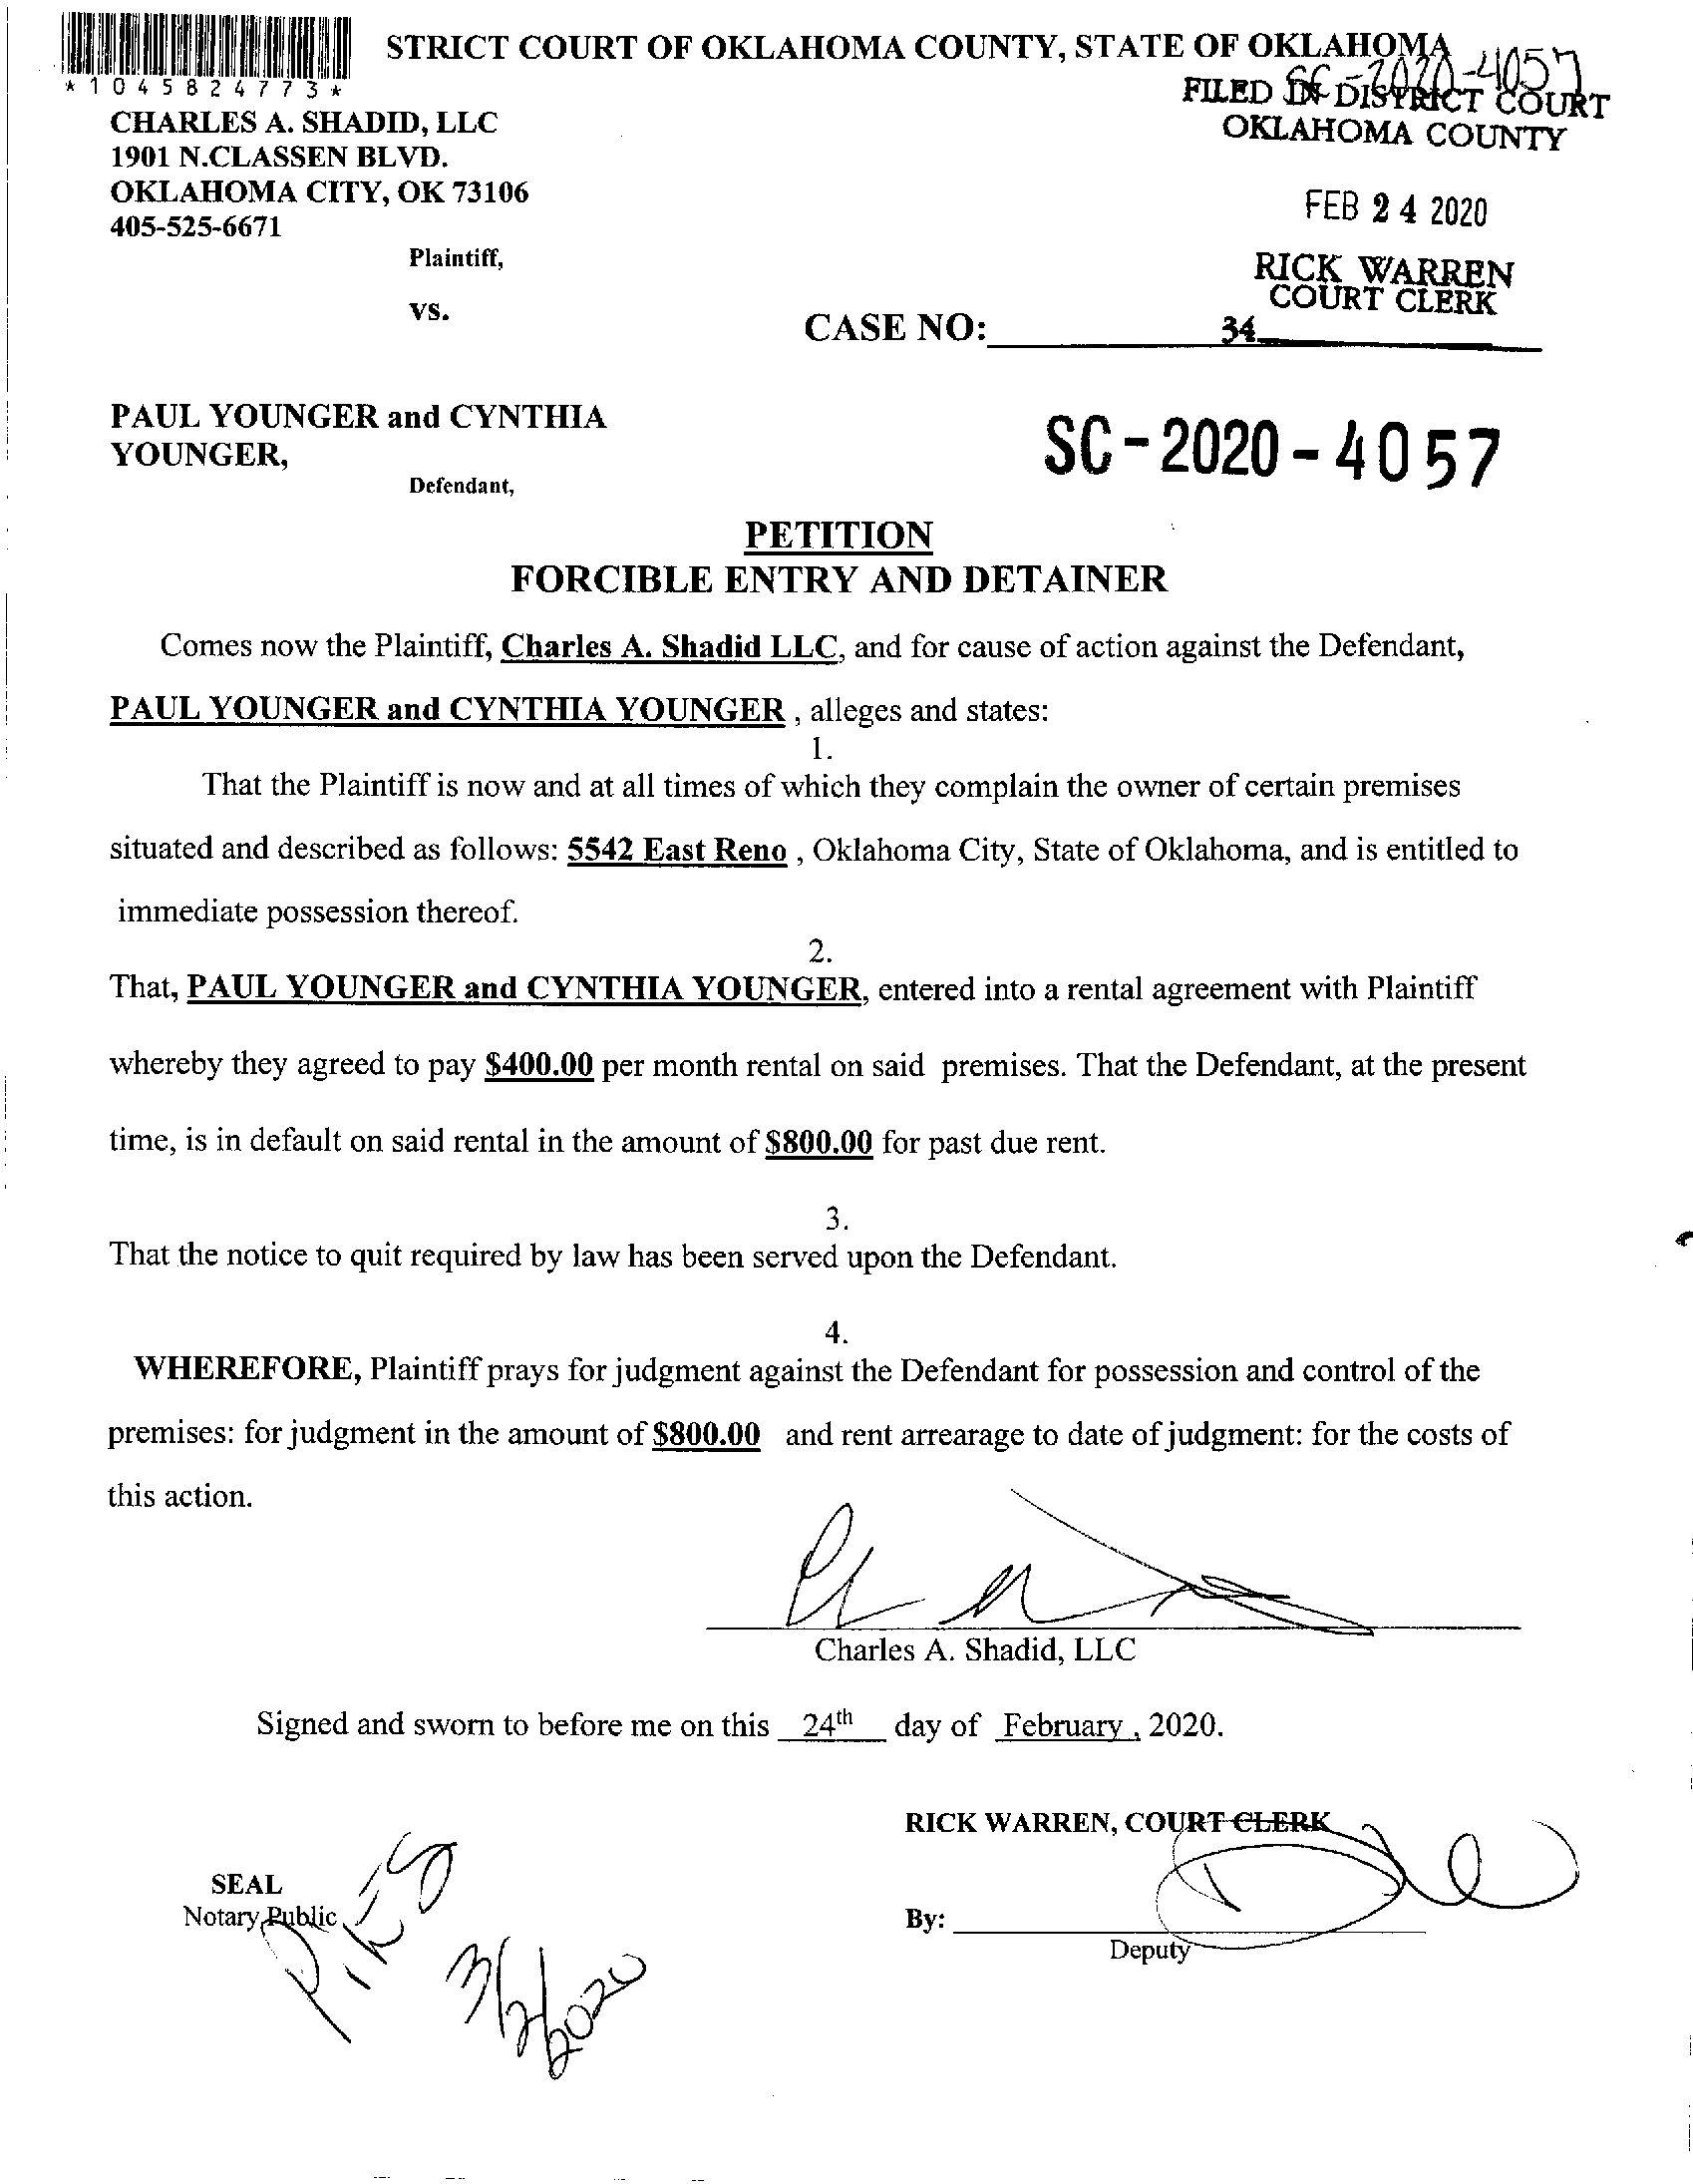 STRICT COURT OF OKLAHOMA COUNTY, STATE OF OKLAHOMA
*1045824773*
SC-2020-4057
FILED IN DISTRICT COURT
OKLAHOMA COUNTY
CHARLES A. SHADID, LLC
1901 N.CLASSEN BLVD.
OKLAHOMA CITY, OK 73106
405-525-6671
FEB 24 2020
Plaintiff,
RICK WARREN
COURT CLERK
vs.
CASE NO: 34
PAUL YOUNGER and CYNTHIA
YOUNGER,
SC-2020-4057
Defendant,
PETITION
FORCIBLE ENTRY AND DETAINER
Comes now the Plaintiff, Charles A. Shadid LLC, and for cause of action against the Defendant,
PAUL YOUNGER and CYNTHIA YOUNGER , alleges and states:
1.
That the Plaintiff is now and at all times of which they complain the owner of certain premises
situated and described as follows: 5542 East Reno , Oklahoma City, State of Oklahoma, and is entitled to
immediate possession thereof.
2.
That, PAUL YOUNGER and CYNTHIA YOUNGER, entered into a rental agreement with Plaintiff
whereby they agreed to pay $400.00 per month rental on said premises. That the Defendant, at the present
time, is in default on said rental in the amount of $800.00 for past due rent.
3.
That the notice to quit required by law has been served upon the Defendant.
4.
WHEREFORE, Plaintiff prays for judgment against the Defendant for possession and control of the
premises: for judgment in the amount of $800.00 and rent arrearage to date of judgment: for the costs of
this action.
Charles A. Shadid, LLC
Signed and sworn to before me on this 24th day of February , 2020.
RICK WARREN, COURT CLERK
SEAL
Notary Public
By:
Deputy
3/2/2020